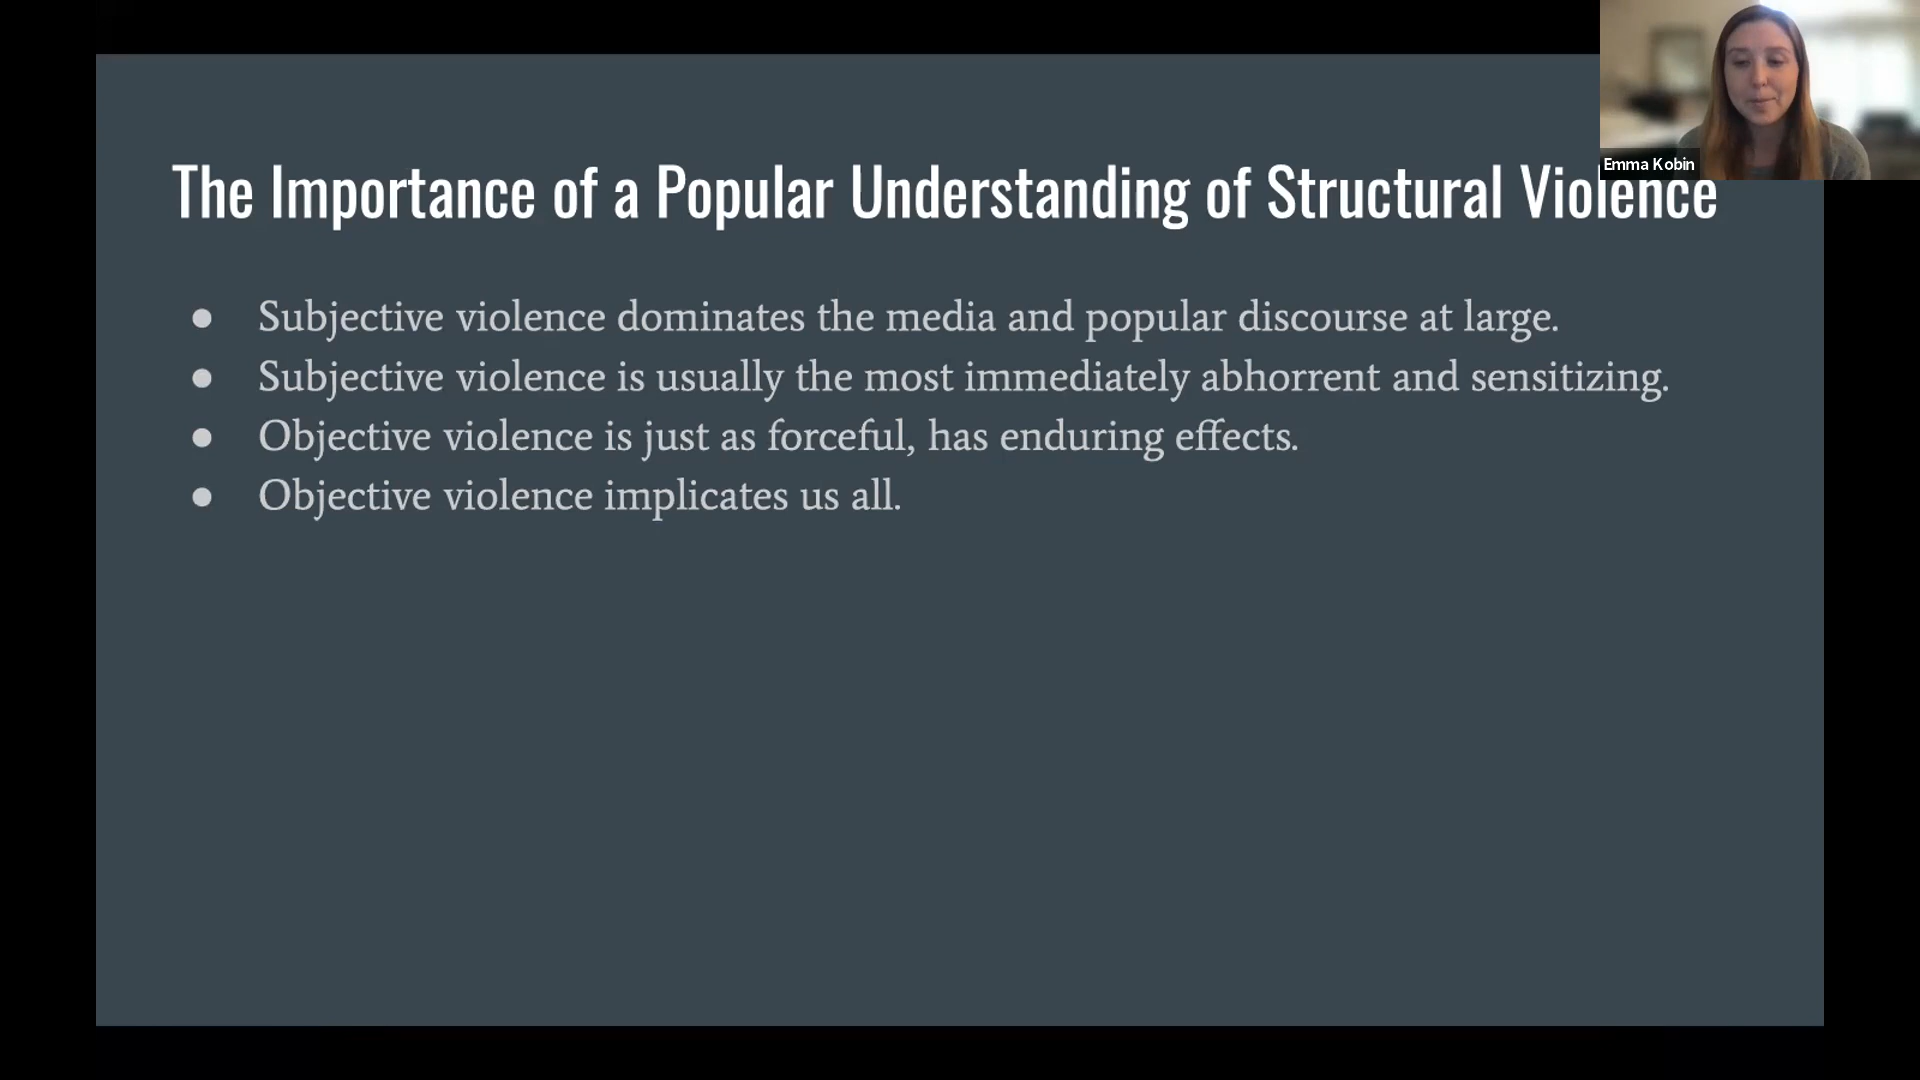 Emma Kobin
The Importance of a Popular Understanding of Structural Violence
● Subjective violence dominates the media and popular discourse at large.
● Subjective violence is usually the most immediately abhorrent and sensitizing.
● Objective violence is just as forceful, has enduring effects.
● Objective violence implicates us all.